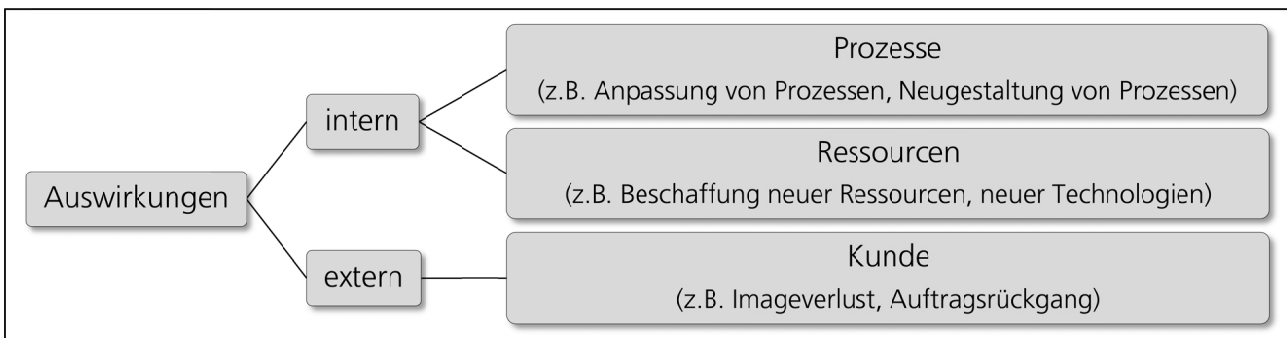 Auswirkungen
intern
extern
Prozesse
(z.B. Anpassung von Prozessen, Neugestaltung von Prozessen)
Ressourcen
(z.B. Beschaffung neuer Ressourcen, neuer Technologien)
Kunde
(z.B. Imageverlust, Auftragsrückgang)